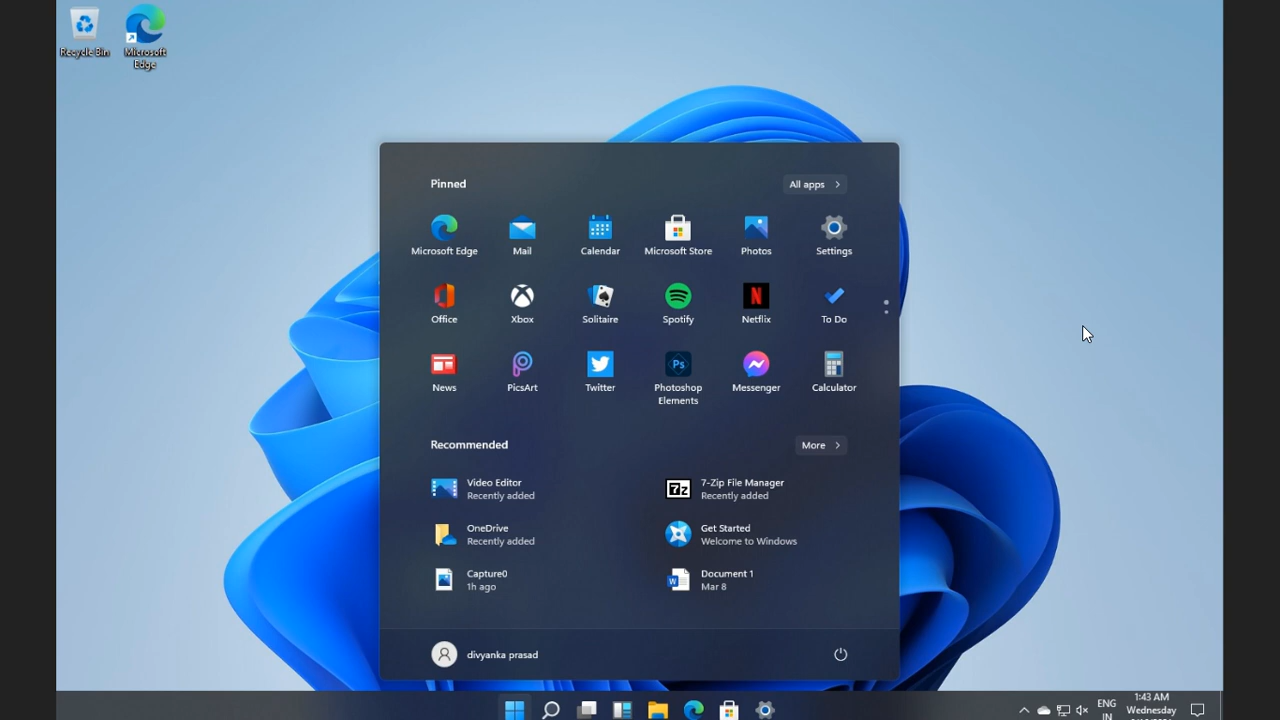 Recycle Bin
Microsoft
Edge
Pinned
All apps
Microsoft Edge
Mail
Calendar
Microsoft Store
Photos
Settings
Office
Xbox
Solitaire
Spotify
Netflix
To Do
News
PicsArt
Twitter
Ps
Photoshop
Elements
Messenger
Calculator
Recommended
More
Video Editor
Recently added
7z
7-Zip File Manager
Recently added
OneDrive
Recently added
Get Started
Welcome to Windows
Capture0
1h ago
Document 1
Mar 8
divyanka prasad
ENG
IN
1:43 AM
Wednesday